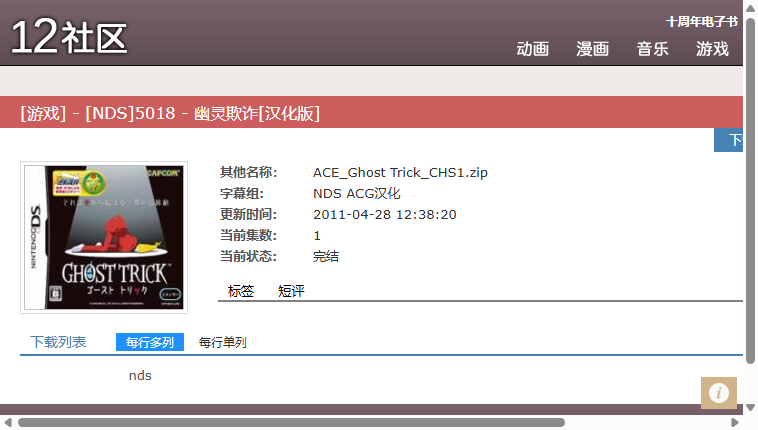 12社区
十周年电子书
动画 漫画 音乐 游戏
[游戏] - [NDS]5018 - 幽灵欺诈[汉化版]
其他名称: ACE_Ghost Trick_CHS1.zip
字幕组: NDS ACG汉化
更新时间: 2011-04-28 12:38:20
当前集数: 1
当前状态: 完结
标签 短评
CAPCOM
NINTENDO DS
GHOST TRICK
ゴースト トリック
下载列表 每行多列 每行单列
nds